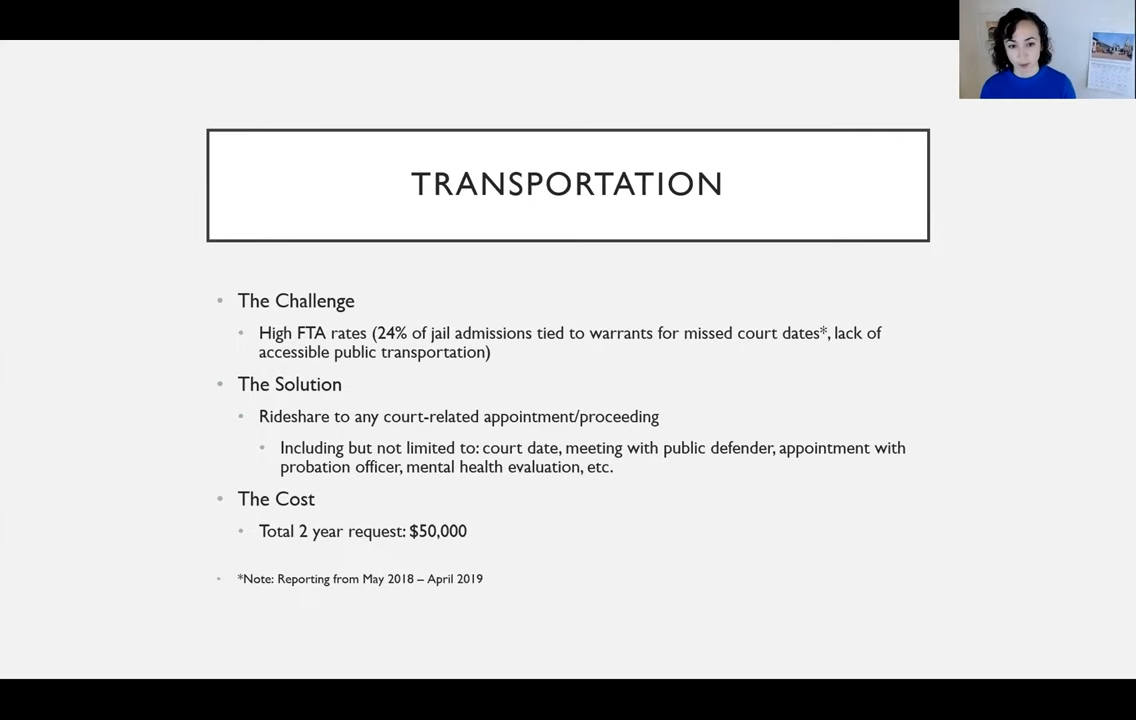 TRANSPORTATION
• The Challenge
• High FTA rates (24% of jail admissions tied to warrants for missed court dates*, lack of
accessible public transportation)
• The Solution
• Rideshare to any court-related appointment/proceeding
• Including but not limited to: court date, meeting with public defender, appointment with
probation officer, mental health evaluation, etc.
• The Cost
• Total 2 year request: $50,000
• *Note: Reporting from May 2018 – April 2019